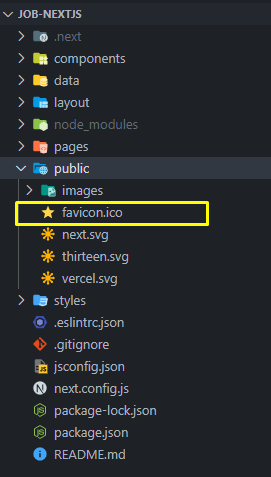 JOB-NEXTJS
.next
components
data
layout
node_modules
pages
public
images
favicon.ico
next.svg
thirteen.svg
vercel.svg
styles
.eslintrc.json
.gitignore
jsconfig.json
next.config.js
package-lock.json
package.json
README.md